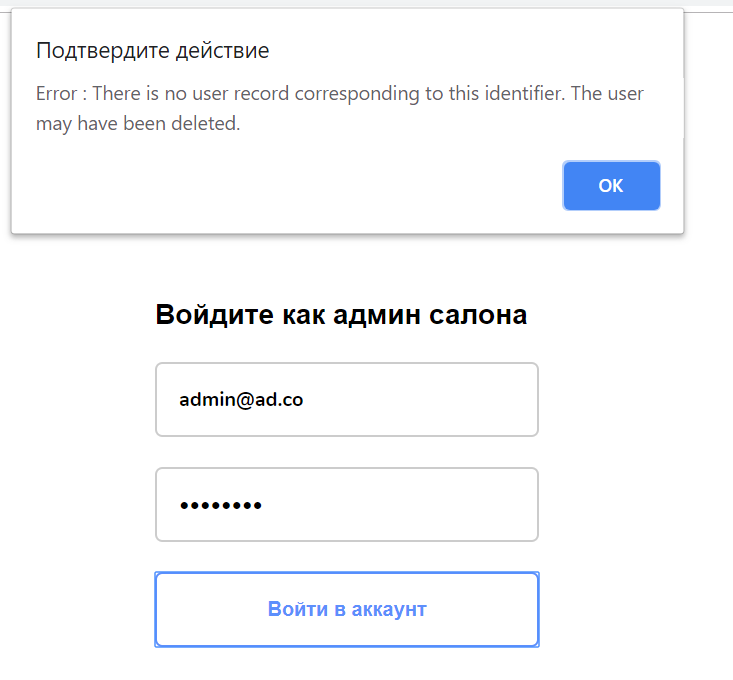 Подтвердите действие
Error : There is no user record corresponding to this identifier. The user
may have been deleted.
OK
Войдите как админ салона
admin@ad.co
••••••••
Войти в аккаунт